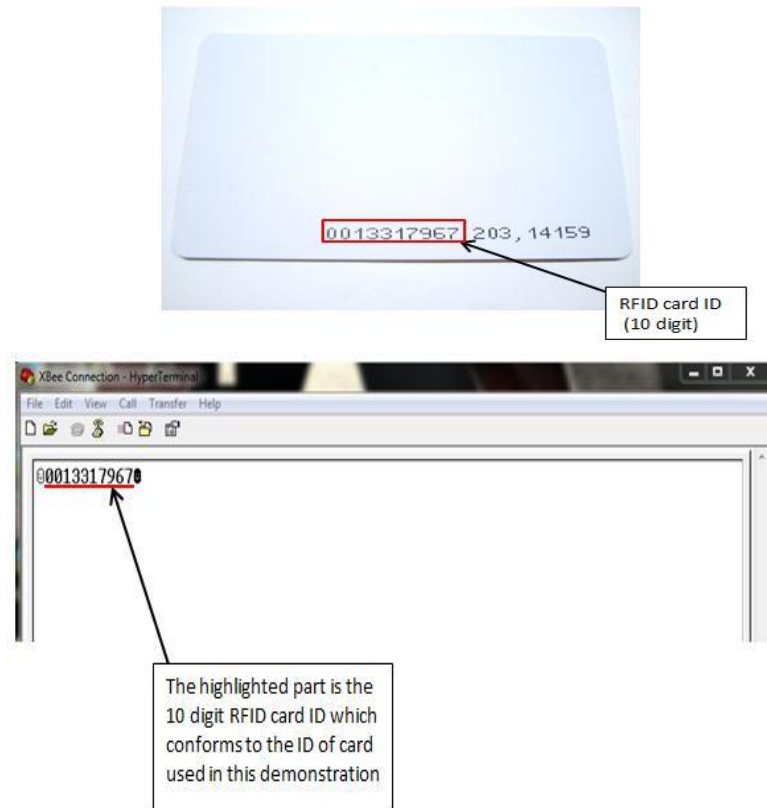 0013317967 203,14159
RFID card ID
(10 digit)
XBee Connection - HyperTerminal
File Edit View Call Transfer Help
0013317967
The highlighted part is the
10 digit RFID card ID which
conforms to the ID of card
used in this demonstration